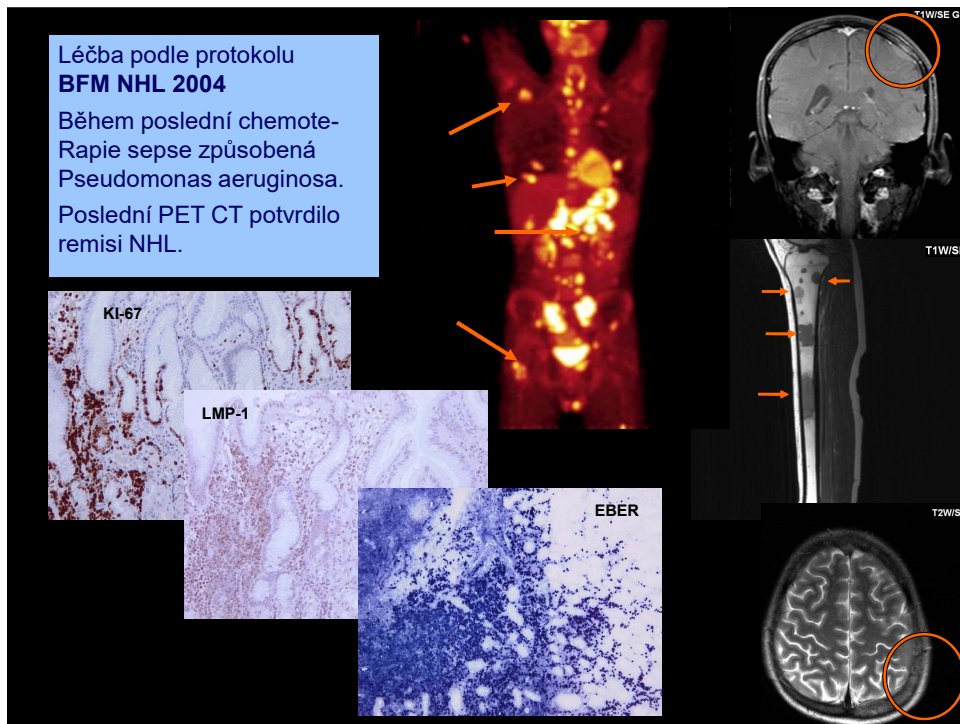 Léčba podle protokolu
BFM NHL 2004
Během poslední chemote-
Rapie sepse způsobená
Pseudomonas aeruginosa.
Poslední PET CT potvrdilo
remisi NHL.
T1W/SE G
T1W/SE
KI-67
LMP-1
EBER
T2W/S